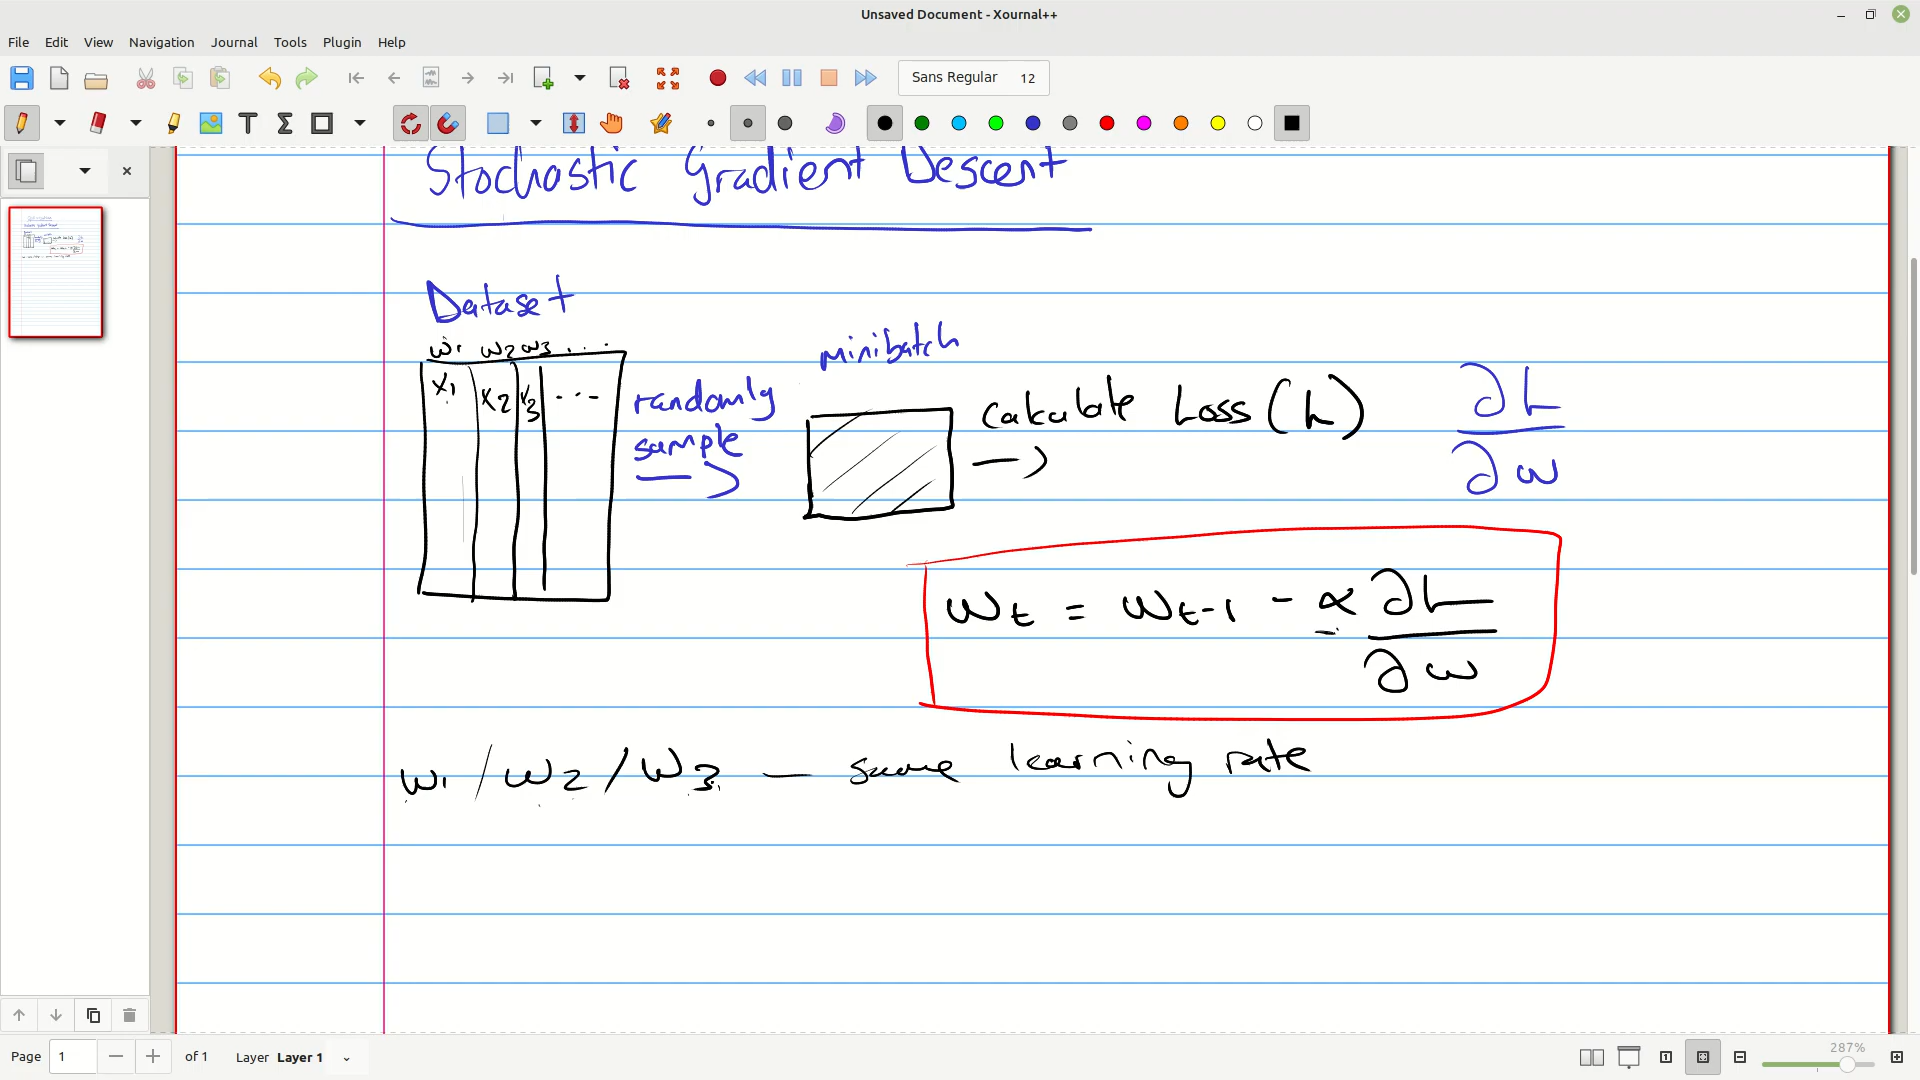 Unsaved Document - Xournal++
File Edit View Navigation Journal Tools Plugin Help
Sans Regular 12
Stochastic Gradient Descent
Dataset
w1 w2 w3 ...
x1 x2 x3 ...
randomly
sample
minibatch
calculate Loss (L)
∂L
∂w
wt = wt-1 - α ∂L
∂w
w1 / w2 / w3 — same learning rate
Page 1 of 1 Layer Layer 1
287%